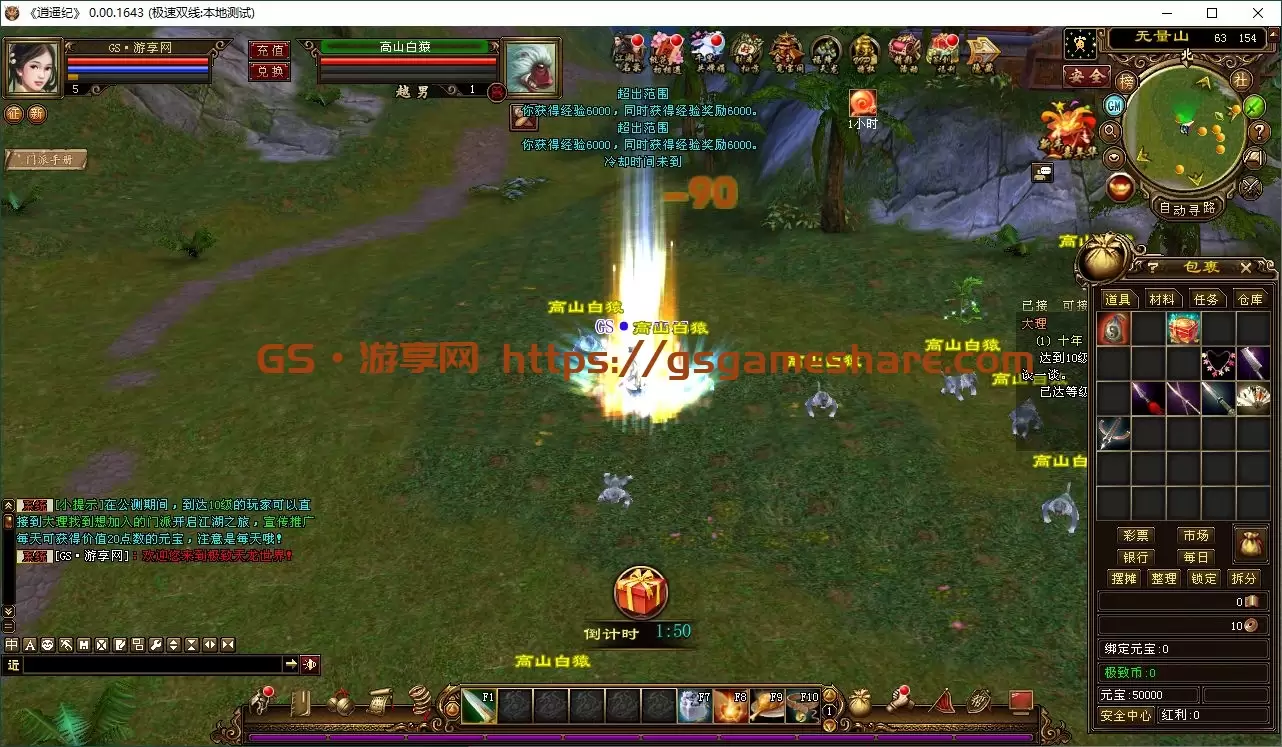 《逍遥纪》 0.00.1643 (极速双线:本地测试)
GS·游享网
5
充值
兑换
高山白猿
越男
1
征 新
门派手册
超出范围
你获得经验6000，同时获得经验奖励6000。
超出范围
你获得经验6000，同时获得经验奖励6000。
冷却时间未到
-90
1小时
无量山 63 154
安全
榜
社
GM
自动寻路
高山白猿
GS
高山白猿
高山白猿
高山白猿
高山白
GS·游享网 https://gsgameshare.com
包裹
道具 材料 任务 仓库
已接 可接
大理
(1) 十年
达到10级
谈一谈。
已达等级
系统 [小提示]在公测期间，到达10级的玩家可以直
接到大理找到想加入的门派开启江湖之旅，宣传推广
每天可获得价值20点数的元宝，注意是每天哦!
系统 [GS·游享网]：欢迎您来到极致天龙世界!
倒计时 1:50
高山白猿
彩票 市场
银行 每日
摆摊 整理 锁定 拆分
0
10
绑定元宝:0
极致币:0
元宝:50000
安全中心 红利:0
中 A
近
F1 F7 F8 F9 F10
1